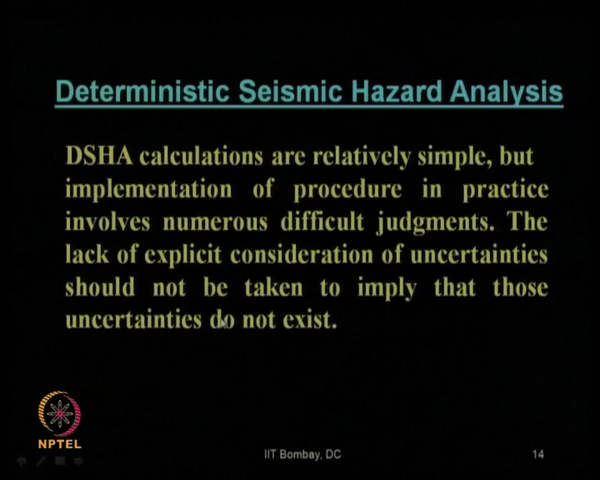 Deterministic Seismic Hazard Analysis
DSHA calculations are relatively simple, but
implementation of procedure in practice
involves numerous difficult judgments. The
lack of explicit consideration of uncertainties
should not be taken to imply that those
uncertainties do not exist.
NPTEL
IIT Bombay, DC
14